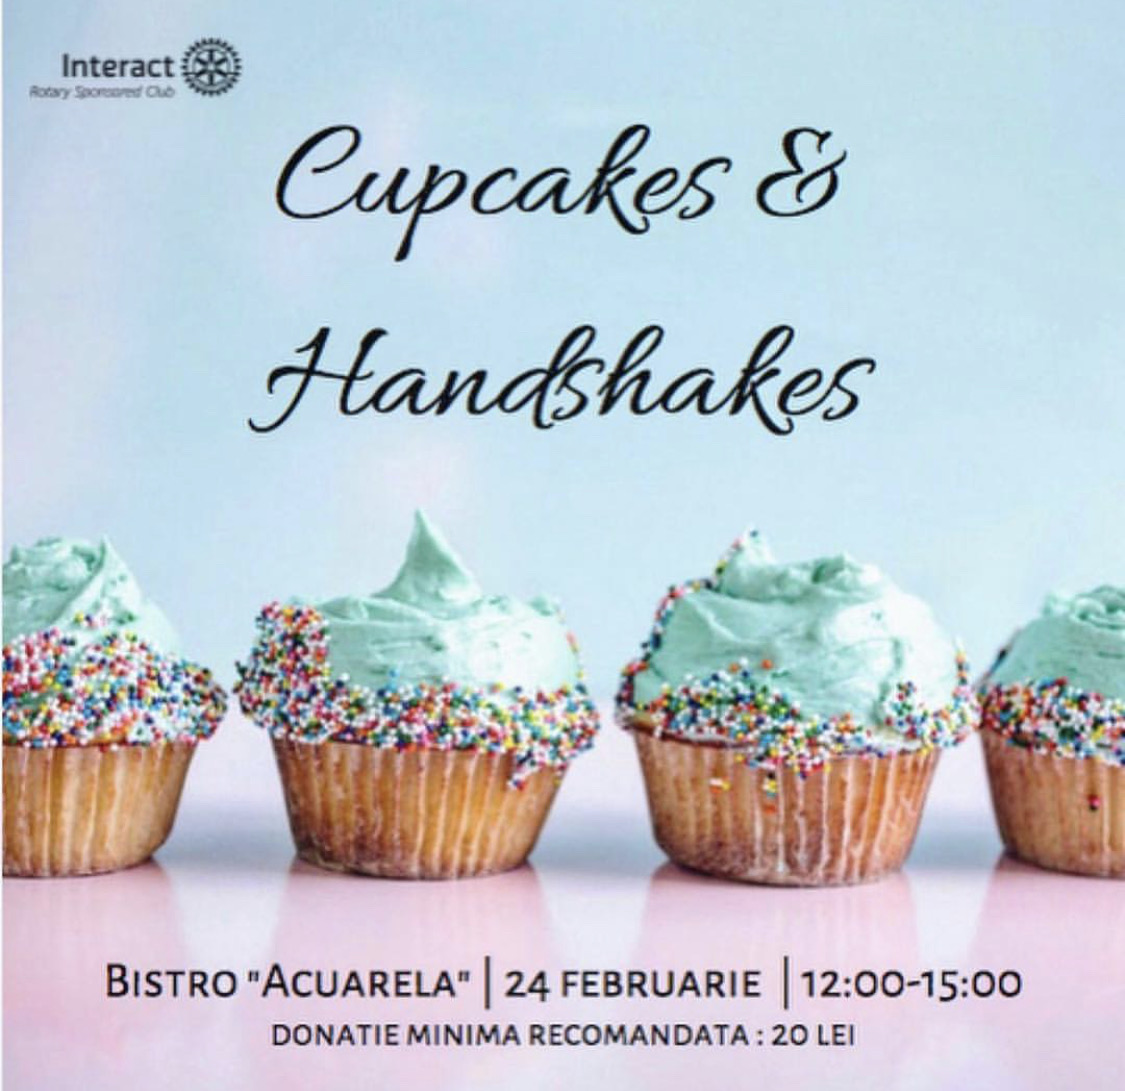 Interact
Rotary Sponsored Club
Cupcakes &
Handshakes
BISTRO "ACUARELA" | 24 FEBRUARIE | 12:00-15:00
DONATIE MINIMA RECOMANDATA : 20 LEI